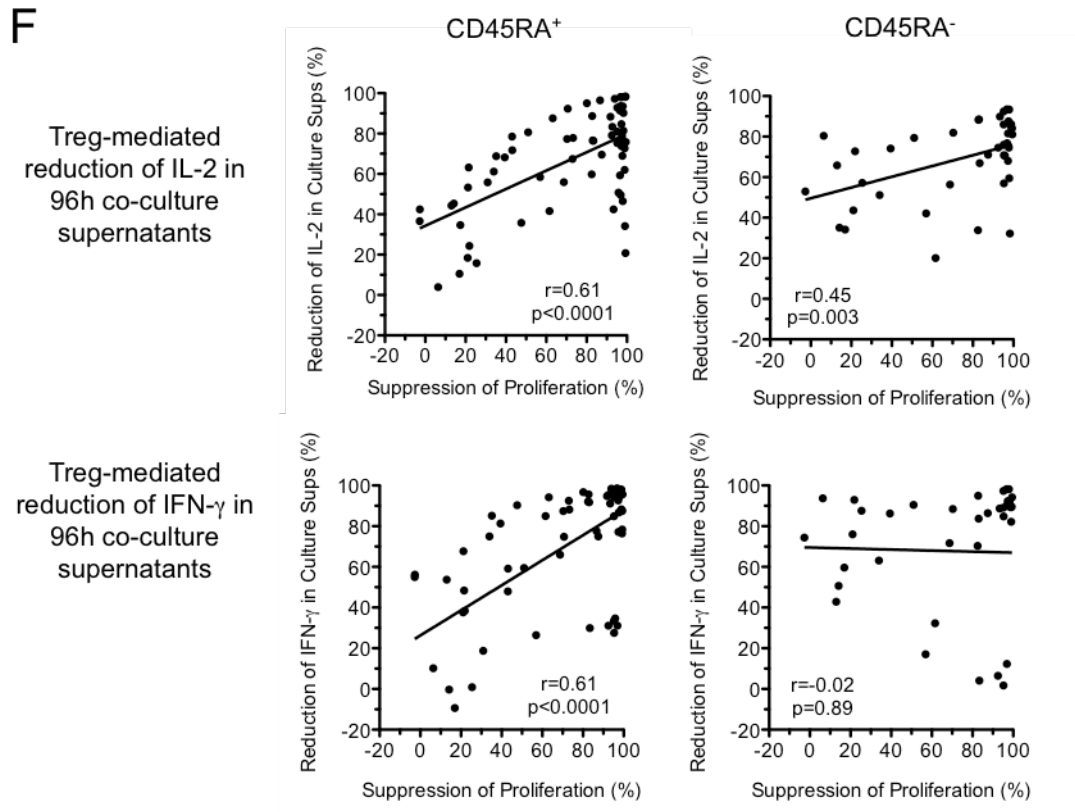 F
CD45RA⁺
CD45RA⁻
Treg-mediated
reduction of IL-2 in
96h co-culture
supernatants
Reduction of IL-2 in Culture Sups (%)
100
80
60
40
20
0
-20
r=0.61
p<0.0001
-20 0 20 40 60 80 100
Suppression of Proliferation (%)
Reduction of IL-2 in Culture Sups (%)
100
80
60
40
20
0
-20
r=0.45
p=0.003
-20 0 20 40 60 80 100
Suppression of Proliferation (%)
Treg-mediated
reduction of IFN-γ in
96h co-culture
supernatants
Reduction of IFN-γ in Culture Sups (%)
100
80
60
40
20
0
-20
r=0.61
p<0.0001
-20 0 20 40 60 80 100
Suppression of Proliferation (%)
Reduction of IFN-γ in Culture Sups (%)
100
80
60
40
20
0
-20
r=-0.02
p=0.89
-20 0 20 40 60 80 100
Suppression of Proliferation (%)